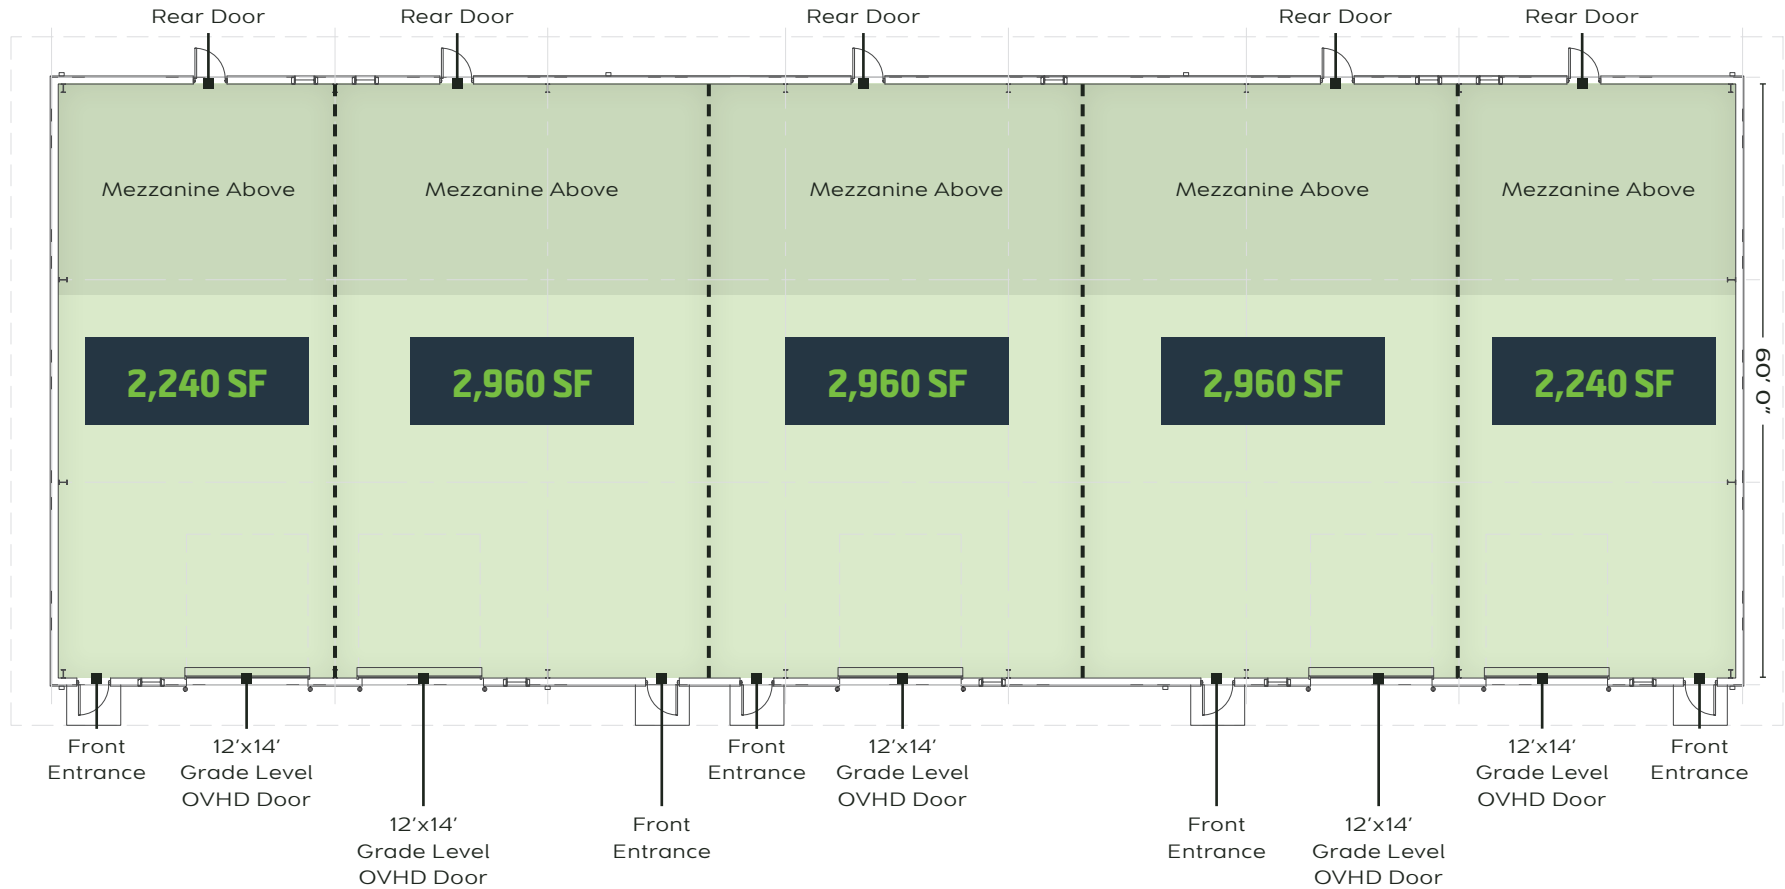 Rear Door
Rear Door
Rear Door
Rear Door
Rear Door
Mezzanine Above
Mezzanine Above
Mezzanine Above
Mezzanine Above
Mezzanine Above
2,240 SF
2,960 SF
2,960 SF
2,960 SF
2,240 SF
60' 0"
Front
Entrance
12'x14'
Grade Level
OVHD Door
12'x14'
Grade Level
OVHD Door
Front
Entrance
Front
Entrance
12'x14'
Grade Level
OVHD Door
Front
Entrance
12'x14'
Grade Level
OVHD Door
12'x14'
Grade Level
OVHD Door
Front
Entrance